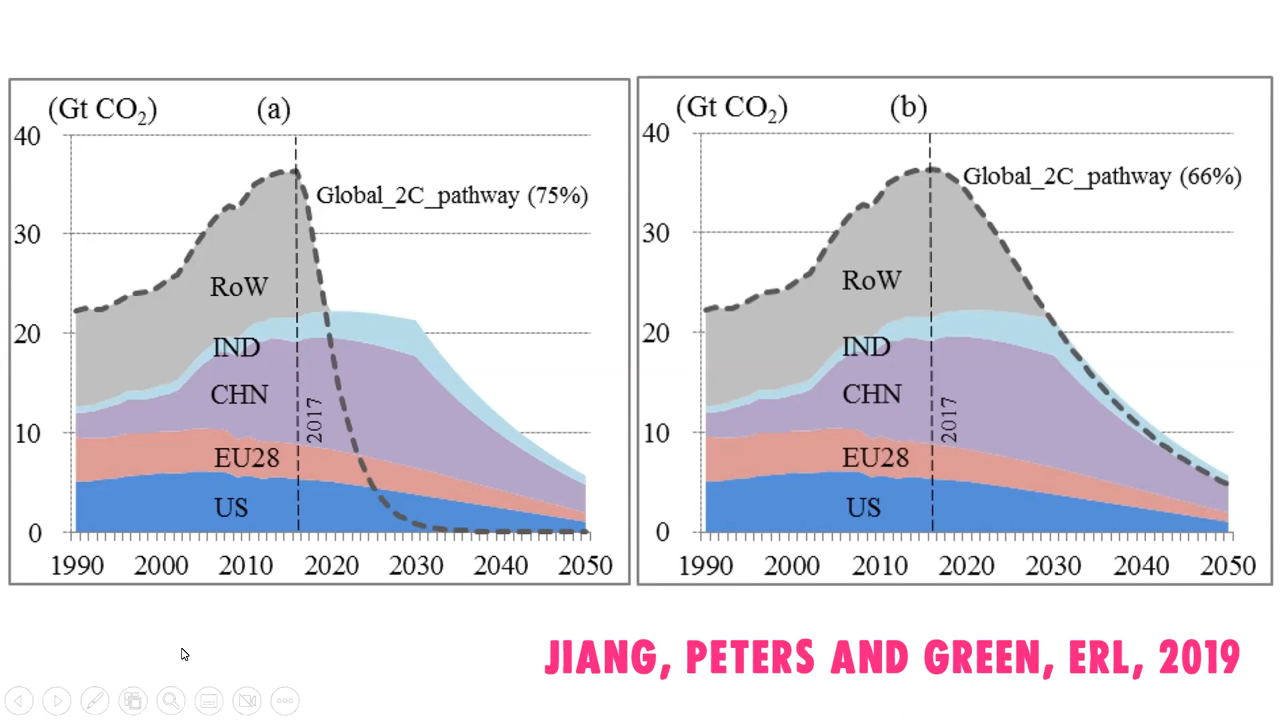 (Gt CO₂) (a)
40
Global_2C_pathway (75%)
30
RoW
20
IND
CHN
2017
10
EU28
US
0
1990 2000 2010 2020 2030 2040 2050
(Gt CO₂) (b)
40
Global_2C_pathway (66%)
30
RoW
20
IND
CHN
2017
10
EU28
US
0
1990 2000 2010 2020 2030 2040 2050
JIANG, PETERS AND GREEN, ERL, 2019